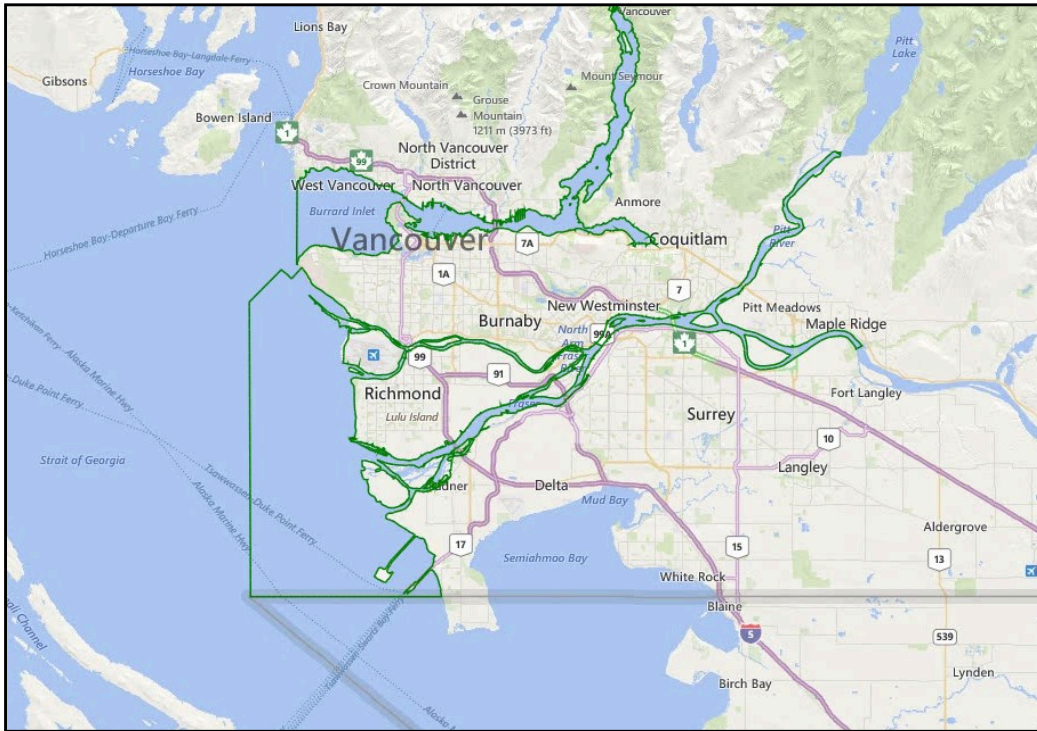 Vancouver
Lions Bay
Pitt
Lake
Horseshoe Bay-Langdale Ferry
Gibsons
Horseshoe Bay
Mount Seymour
Crown Mountain
Grouse
Mountain
1211 m (3973 ft)
Bowen Island
1
99
North Vancouver
District
West Vancouver
North Vancouver
Anmore
Burrard Inlet
Horseshoe Bay-Departure Bay Ferry
Vancouver
7A
Coquitlam
Pitt
River
1A
7
New Westminster
Pitt Meadows
Burnaby
North
Arm
Fraser
River
99A
Maple Ridge
1
99
91
Richmond
Lulu Island
Fraser
Fort Langley
Surrey
Alaska Marine Hwy
-Duke Point Ferry
10
Strait of Georgia
Langley
Tsawwassen-Duke Point Ferry
Alaska Marine Hwy
dner
Delta
Mud Bay
Aldergrove
17
Semiahmoo Bay
15
13
White Rock
Blaine
5
539
Channel
Birch Bay
Lynden
Alaska M